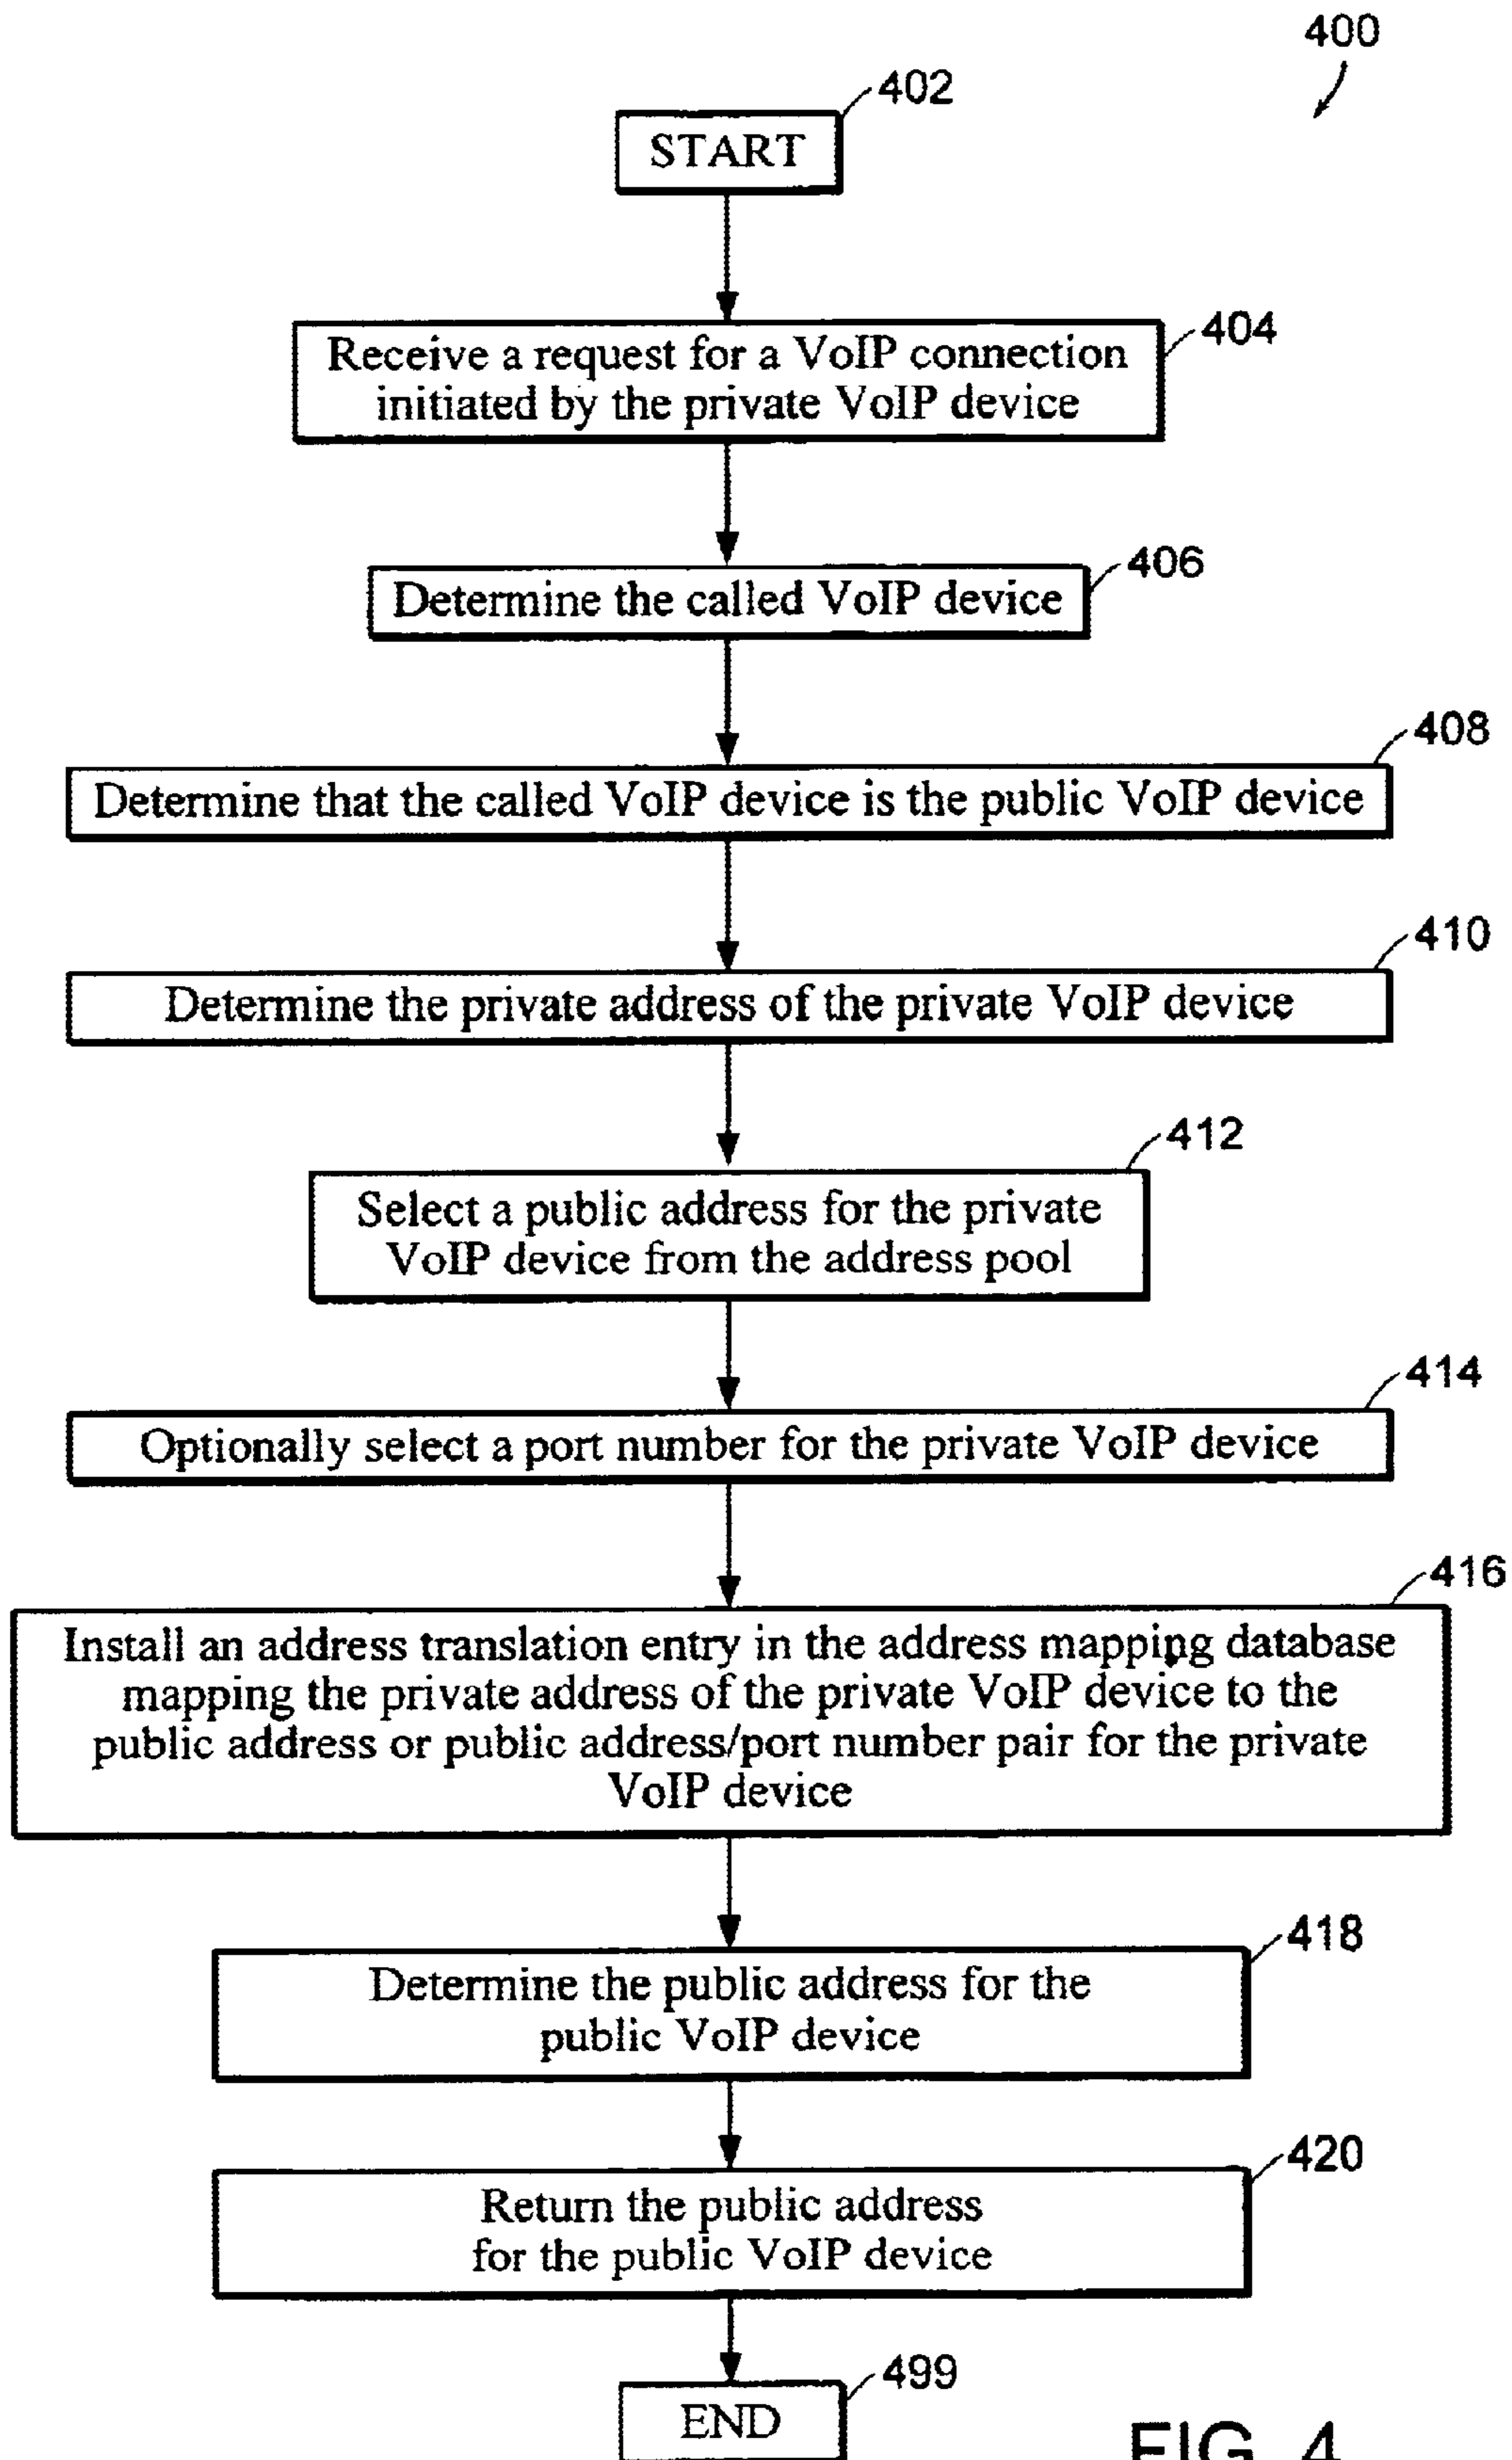 400
402
START
404
Receive a request for a VoIP connection
initiated by the private VoIP device
406
Determine the called VoIP device
408
Determine that the called VoIP device is the public VoIP device
410
Determine the private address of the private VoIP device
412
Select a public address for the private
VoIP device from the address pool
414
Optionally select a port number for the private VoIP device
416
Install an address translation entry in the address mapping database
mapping the private address of the private VoIP device to the
public address or public address/port number pair for the private
VoIP device
418
Determine the public address for the
public VoIP device
420
Return the public address
for the public VoIP device
499
END
FIG. 4